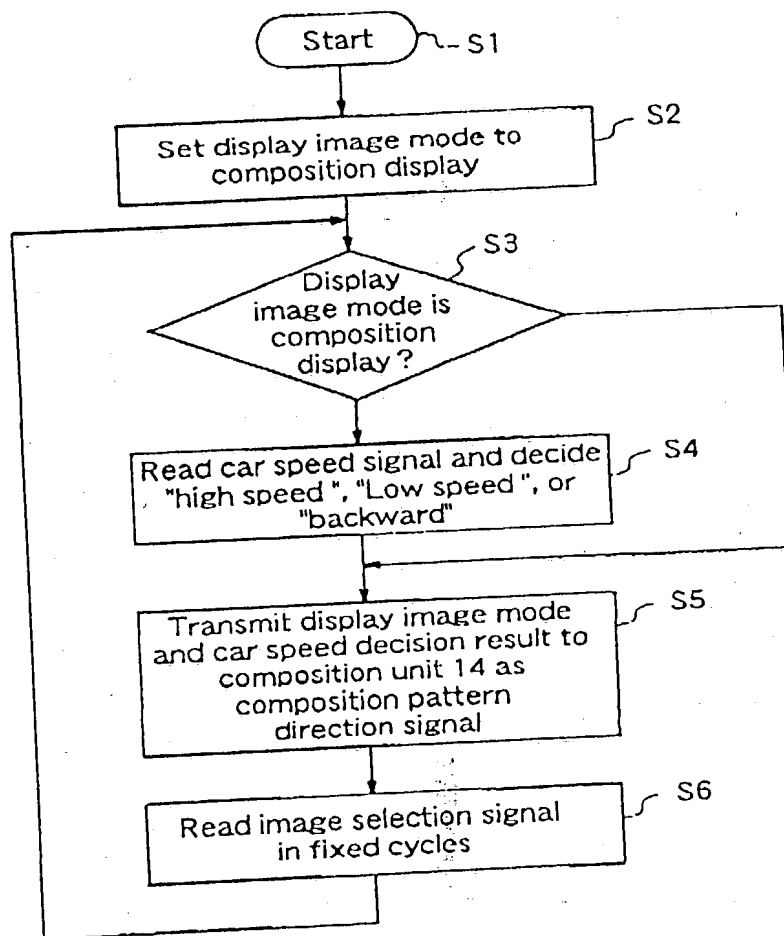 Start
S1
Set display image mode to
composition display
S2
Display
image mode is
composition
display?
S3
Read car speed signal and decide
"high speed", "Low speed", or
"backward"
S4
Transmit display image mode
and car speed decision result to
composition unit 14 as
composition pattern
direction signal
S5
Read image selection signal
in fixed cycles
S6